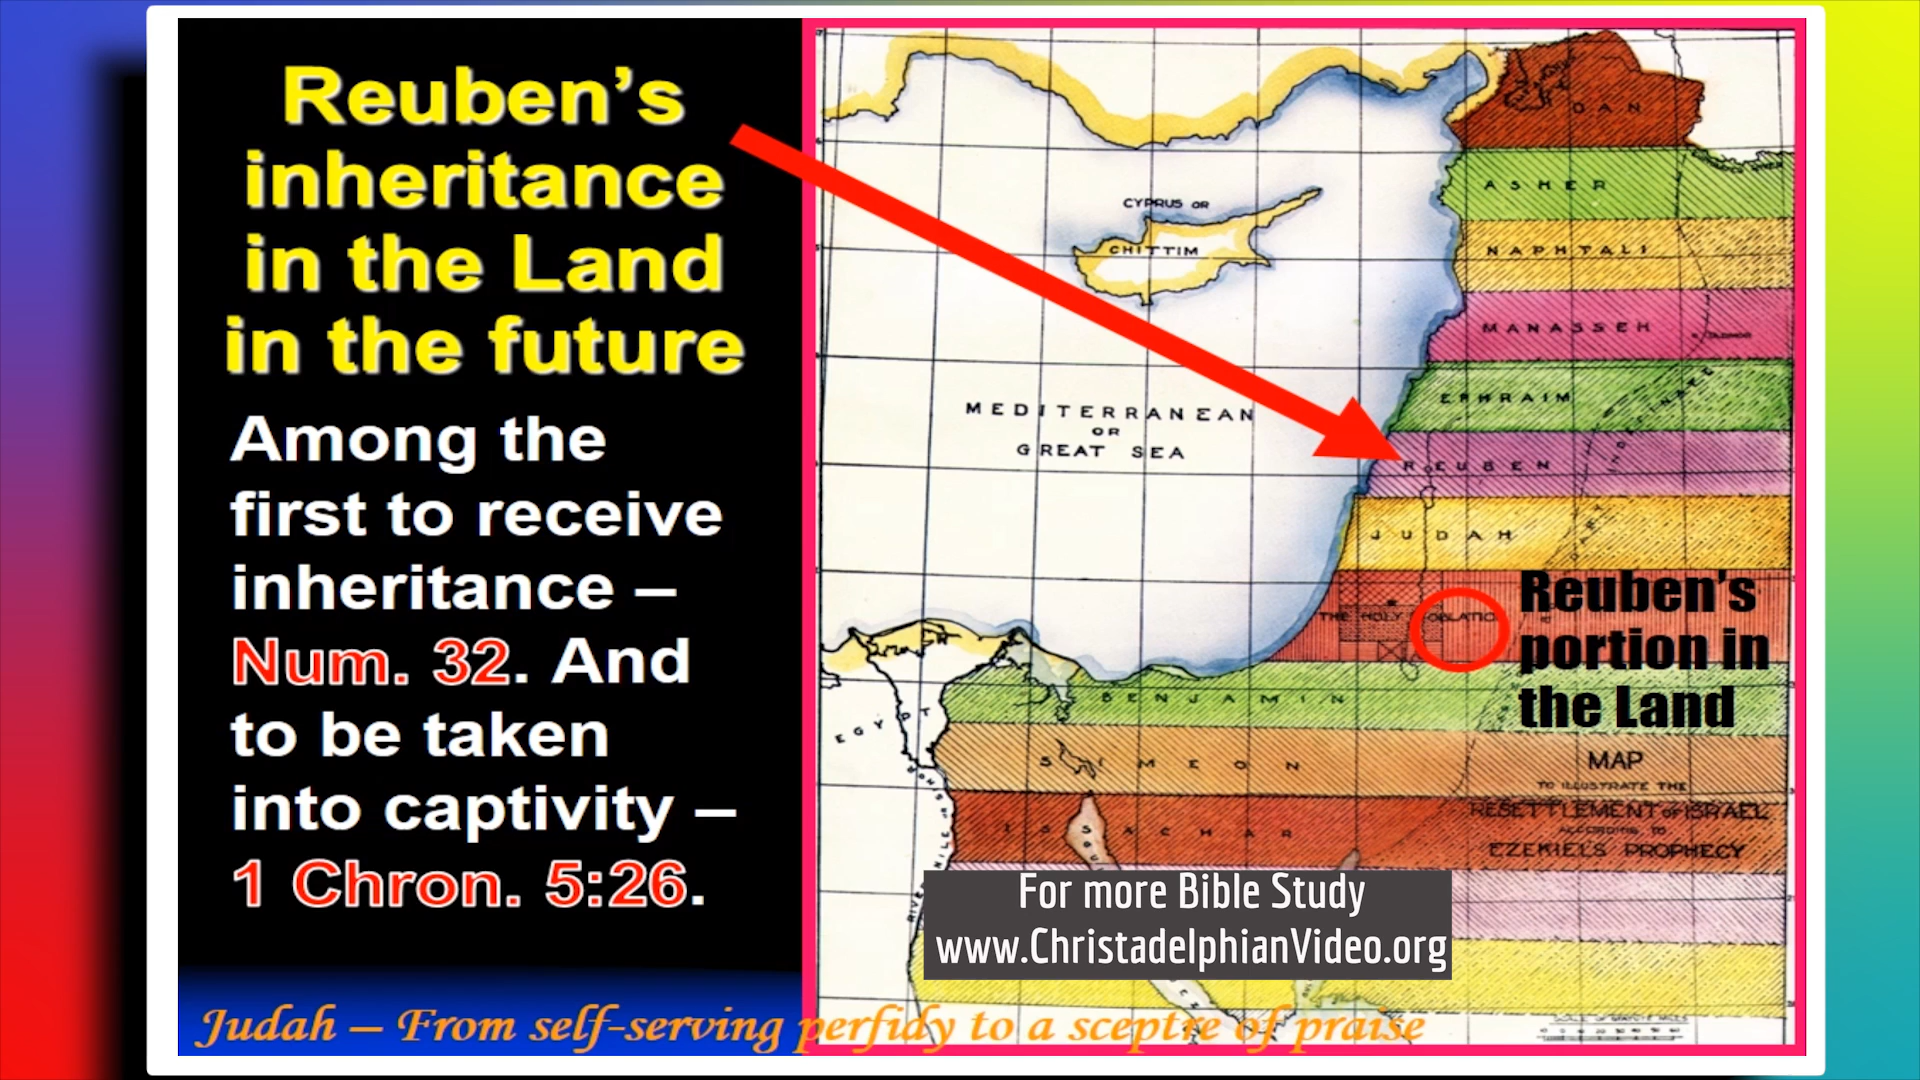 Reuben's
inheritance
in the Land
in the future
Among the
first to receive
inheritance –
Num. 32. And
to be taken
into captivity –
1 Chron. 5:26.
Judah – From self-serving perfidy to a sceptre of praise
DAN
ASHER
CYPRUS OR
CHITTIM
NAPHTALI
MANASSEH
EPHRAIM
MEDITERRANEAN
OR
GREAT SEA
REUBEN
JUDAH
THE HOLY OBLATIO
Reuben's
portion in
the Land
BENJAMIN
EGYPT
SIMEON
MAP
TO ILLUSTRATE THE
RESETTLEMENT OF ISRAEL
ACCORDING TO
EZEKIELS PROPHECY
ISSACHAR
For more Bible Study
www.ChristadelphianVideo.org